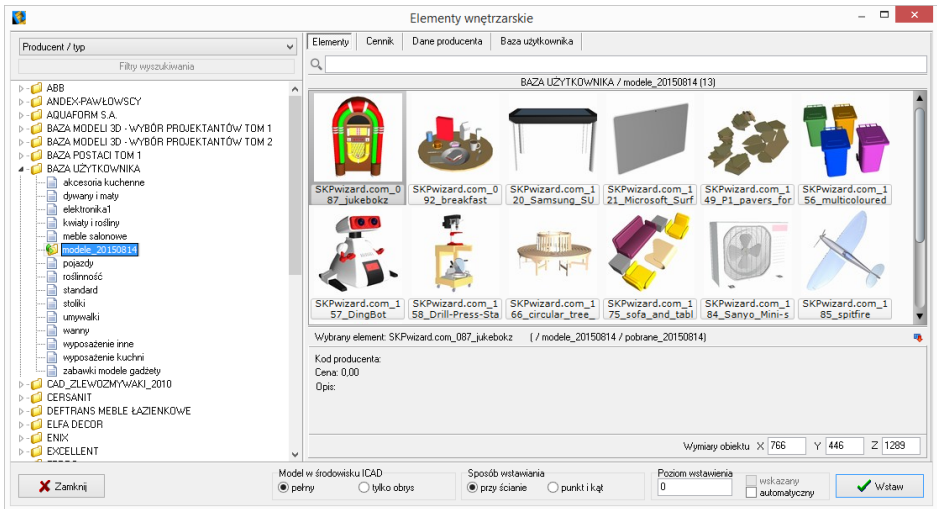 Elementy wnętrzarskie
Producent / typ
Filtry wyszukiwania
ABB
ANDEX-PAWŁOWSCY
AQUAFORM S.A.
BAZA MODELI 3D - WYBÓR PROJEKTANTÓW TOM 1
BAZA MODELI 3D - WYBÓR PROJEKTANTÓW TOM 2
BAZA POSTACI TOM 1
BAZA UŻYTKOWNIKA
akcesoria kuchenne
dywany i maty
elektronika1
kwiaty i rośliny
meble salonowe
modele_20150814
pojazdy
roślinność
standard
stoliki
umywalki
wanny
wyposażenie inne
wyposażenie kuchni
zabawki modele gadżety
CAD_ZLEWOZMYWAKI_2010
CERSANIT
DEFTRANS MEBLE ŁAZIENKOWE
ELFA DECOR
ENIX
EXCELLENT
Elementy Cennik Dane producenta Baza użytkownika
BAZA UŻYTKOWNIKA / modele_20150814 (13)
SKPwizard.com_0 SKPwizard.com_0 SKPwizard.com_1 SKPwizard.com_1 SKPwizard.com_1 SKPwizard.com_1
87_jukebokz 92_breakfast 20_Samsung_SU 21_Microsoft_Surf 49_P1_pavers_for 56_multicoloured
SKPwizard.com_1 SKPwizard.com_1 SKPwizard.com_1 SKPwizard.com_1 SKPwizard.com_1 SKPwizard.com_1
57_DingBot 58_Drill-Press-Sta 66_circular_tree_ 75_sofa_and_tabl 84_Sanyo_Mini-s 85_spitfire
Wybrany element: SKPwizard.com_087_jukebokz ( / modele_20150814 / pobrane_20150814)
Kod producenta:
Cena: 0,00
Opis:
Wymiary obiektu X 766 Y 446 Z 1289
Zamknij
Model w środowisku ICAD
pełny tylko obrys
Sposób wstawiania
przy ścianie punkt i kąt
Poziom wstawienia
0
wskazany
automatyczny
Wstaw